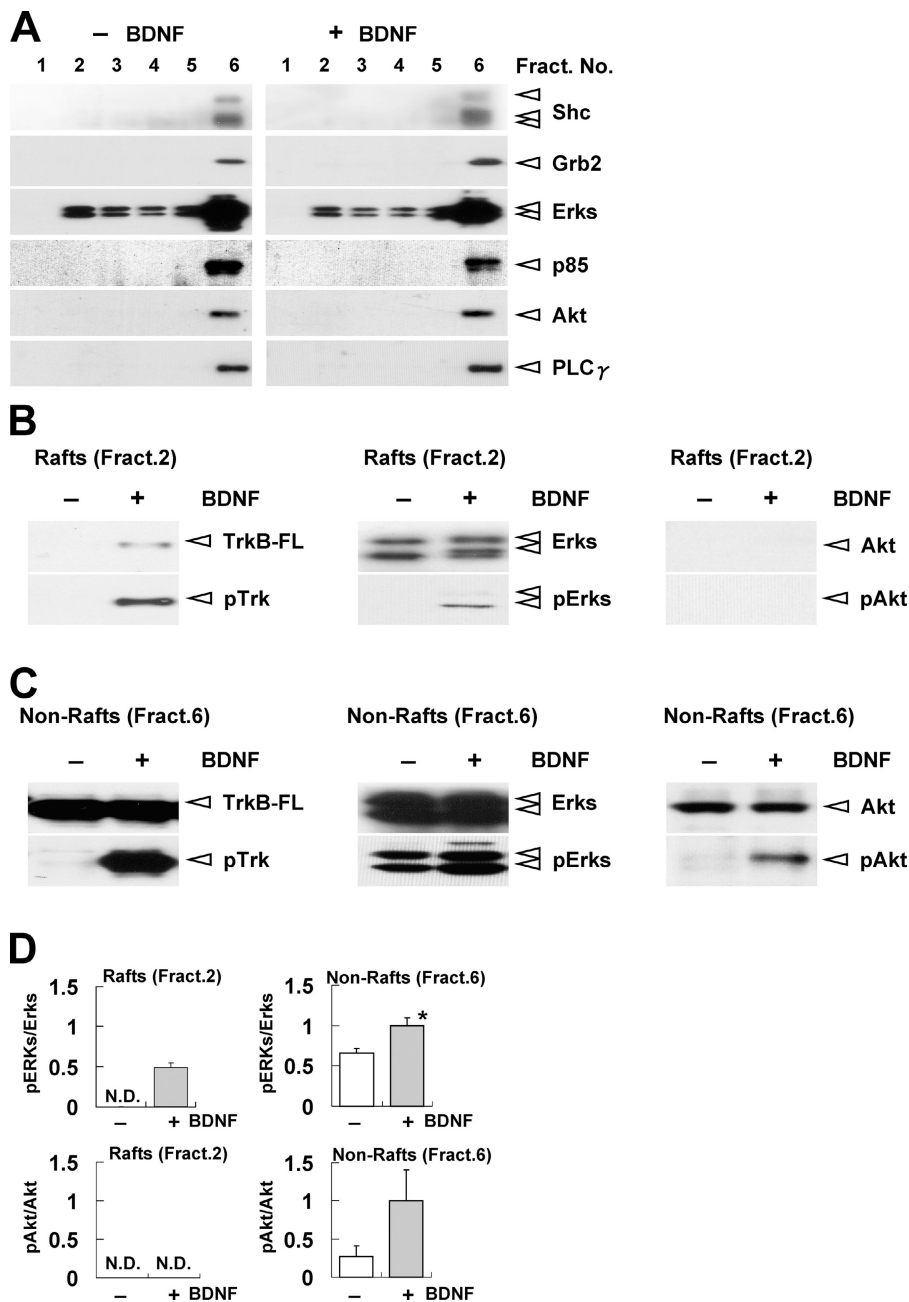 A
– BDNF + BDNF
1 2 3 4 5 6 1 2 3 4 5 6 Fract. No.
Shc
Grb2
Erks
p85
Akt
PLCγ
B
Rafts (Fract.2) Rafts (Fract.2) Rafts (Fract.2)
– + BDNF – + BDNF – + BDNF
TrkB-FL Erks Akt
pTrk pErks pAkt
C
Non-Rafts (Fract.6) Non-Rafts (Fract.6) Non-Rafts (Fract.6)
– + BDNF – + BDNF – + BDNF
TrkB-FL Erks Akt
pTrk pErks pAkt
D
Rafts (Fract.2) Non-Rafts (Fract.6)
pERKs/Erks 1.5 1 0.5 0 N.D. pERKs/Erks 1.5 1 0.5 0 *
– + BDNF – + BDNF
Rafts (Fract.2) Non-Rafts (Fract.6)
pAkt/Akt 1.5 1 0.5 0 N.D. N.D. pAkt/Akt 1.5 1 0.5 0
– + BDNF – + BDNF